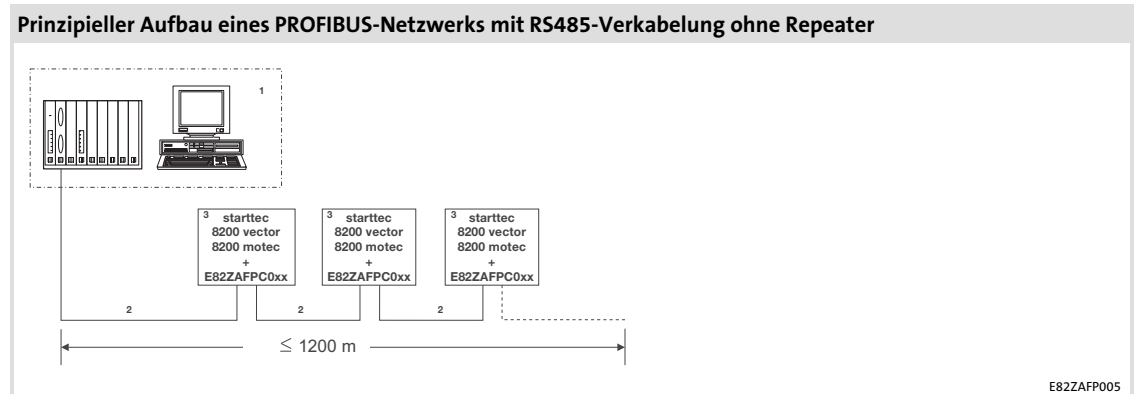 Prinzipieller Aufbau eines PROFIBUS-Netzwerks mit RS485-Verkabelung ohne Repeater
1
3 starttec
8200 vector
8200 motec
+
E82ZAFPC0xx
3 starttec
8200 vector
8200 motec
+
E82ZAFPC0xx
3 starttec
8200 vector
8200 motec
+
E82ZAFPC0xx
2
2
2
≤ 1200 m
E82ZAFP005